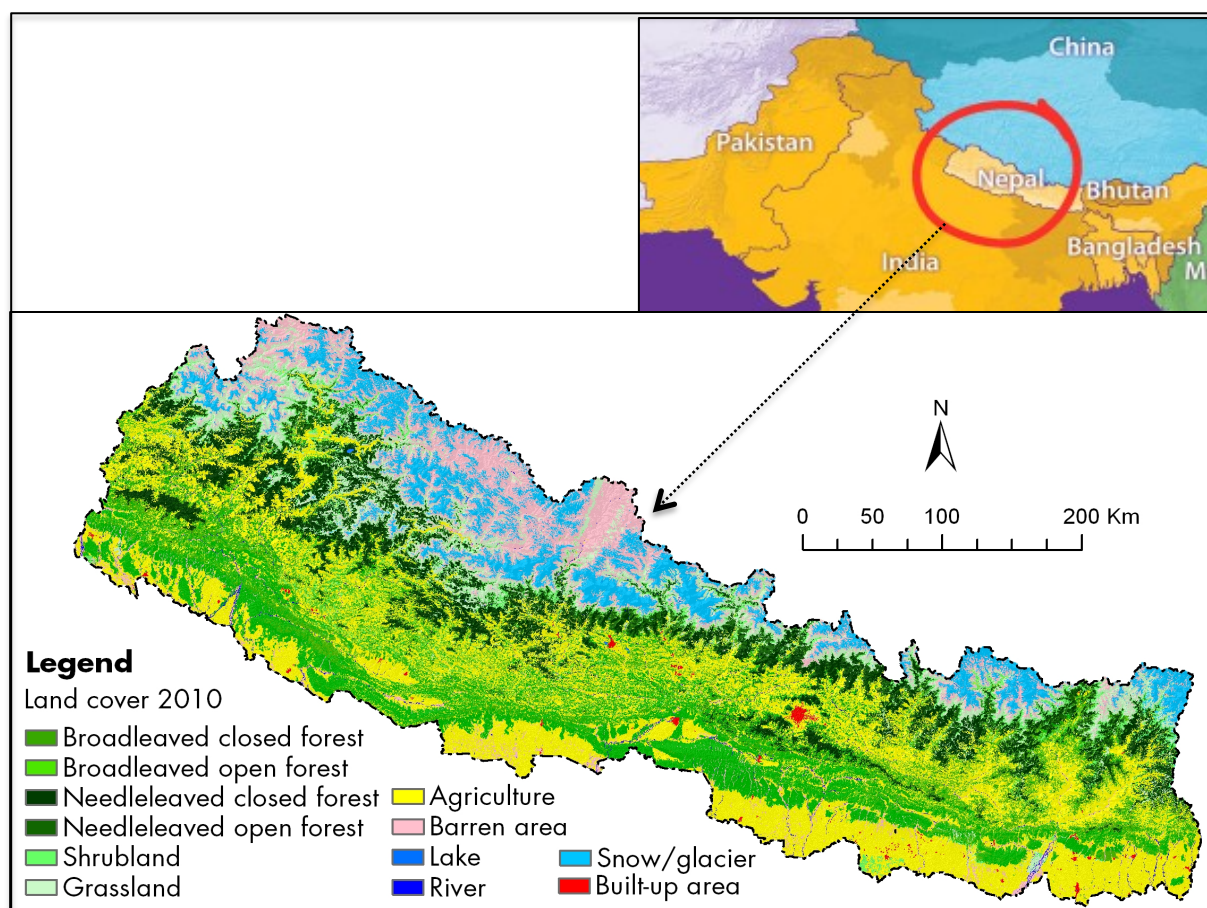 China
Pakistan
Nepal
Bhutan
Bangladesh
India
M
N
0 50 100 200 Km
Legend
Land cover 2010
Broadleaved closed forest
Broadleaved open forest
Needleleaved closed forest
Needleleaved open forest
Shrubland
Grassland
Agriculture
Barren area
Lake
River
Snow/glacier
Built-up area